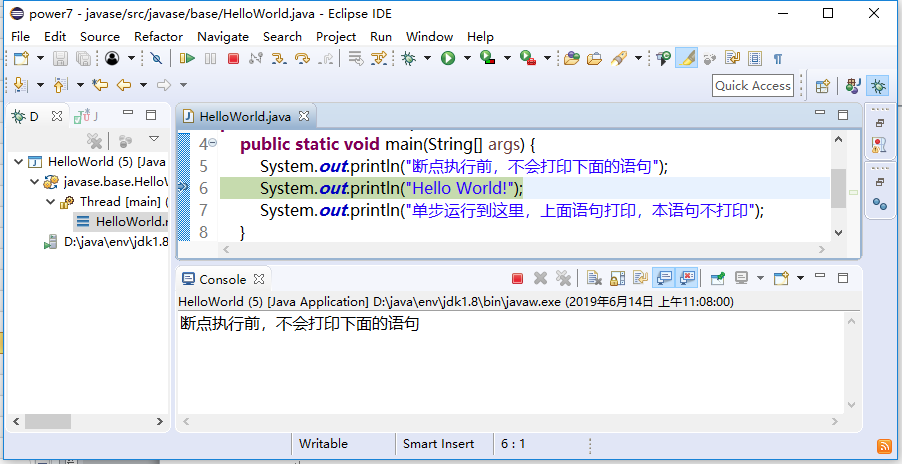 power7 - javase/src/javase/base/HelloWorld.java - Eclipse IDE
File Edit Source Refactor Navigate Search Project Run Window Help
Quick Access
D J
HelloWorld (5) [Java
javase.base.Hello
Thread [main]
HelloWorld.
D:\java\env\jdk1.8
HelloWorld.java
4 public static void main(String[] args) {
5 System.out.println("断点执行前，不会打印下面的语句");
6 System.out.println("Hello World!");
7 System.out.println("单步运行到这里，上面语句打印，本语句不打印");
8 }
Console
HelloWorld (5) [Java Application] D:\java\env\jdk1.8\bin\javaw.exe (2019年6月14日 上午11:08:00)
断点执行前，不会打印下面的语句
Writable Smart Insert 6 : 1